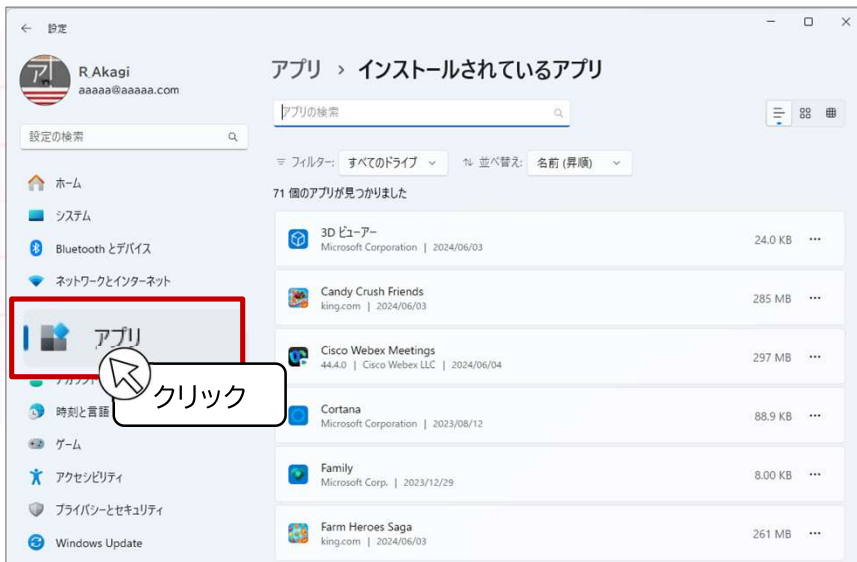 設定
R_Akagi
aaaaa@aaaaa.com
設定の検索
ホーム
システム
Bluetooth とデバイス
ネットワークとインターネット
アプリ
クリック
時刻と言語
ゲーム
アクセシビリティ
プライバシーとセキュリティ
Windows Update
アプリ › インストールされているアプリ
アプリの検索
フィルター: すべてのドライブ 並べ替え: 名前 (昇順)
71 個のアプリが見つかりました
3D ビューアー
Microsoft Corporation | 2024/06/03
24.0 KB
Candy Crush Friends
king.com | 2024/06/03
285 MB
Cisco Webex Meetings
44.4.0 | Cisco Webex LLC | 2024/06/04
297 MB
Cortana
Microsoft Corporation | 2023/08/12
88.9 KB
Family
Microsoft Corp. | 2023/12/29
8.00 KB
Farm Heroes Saga
king.com | 2024/06/03
261 MB